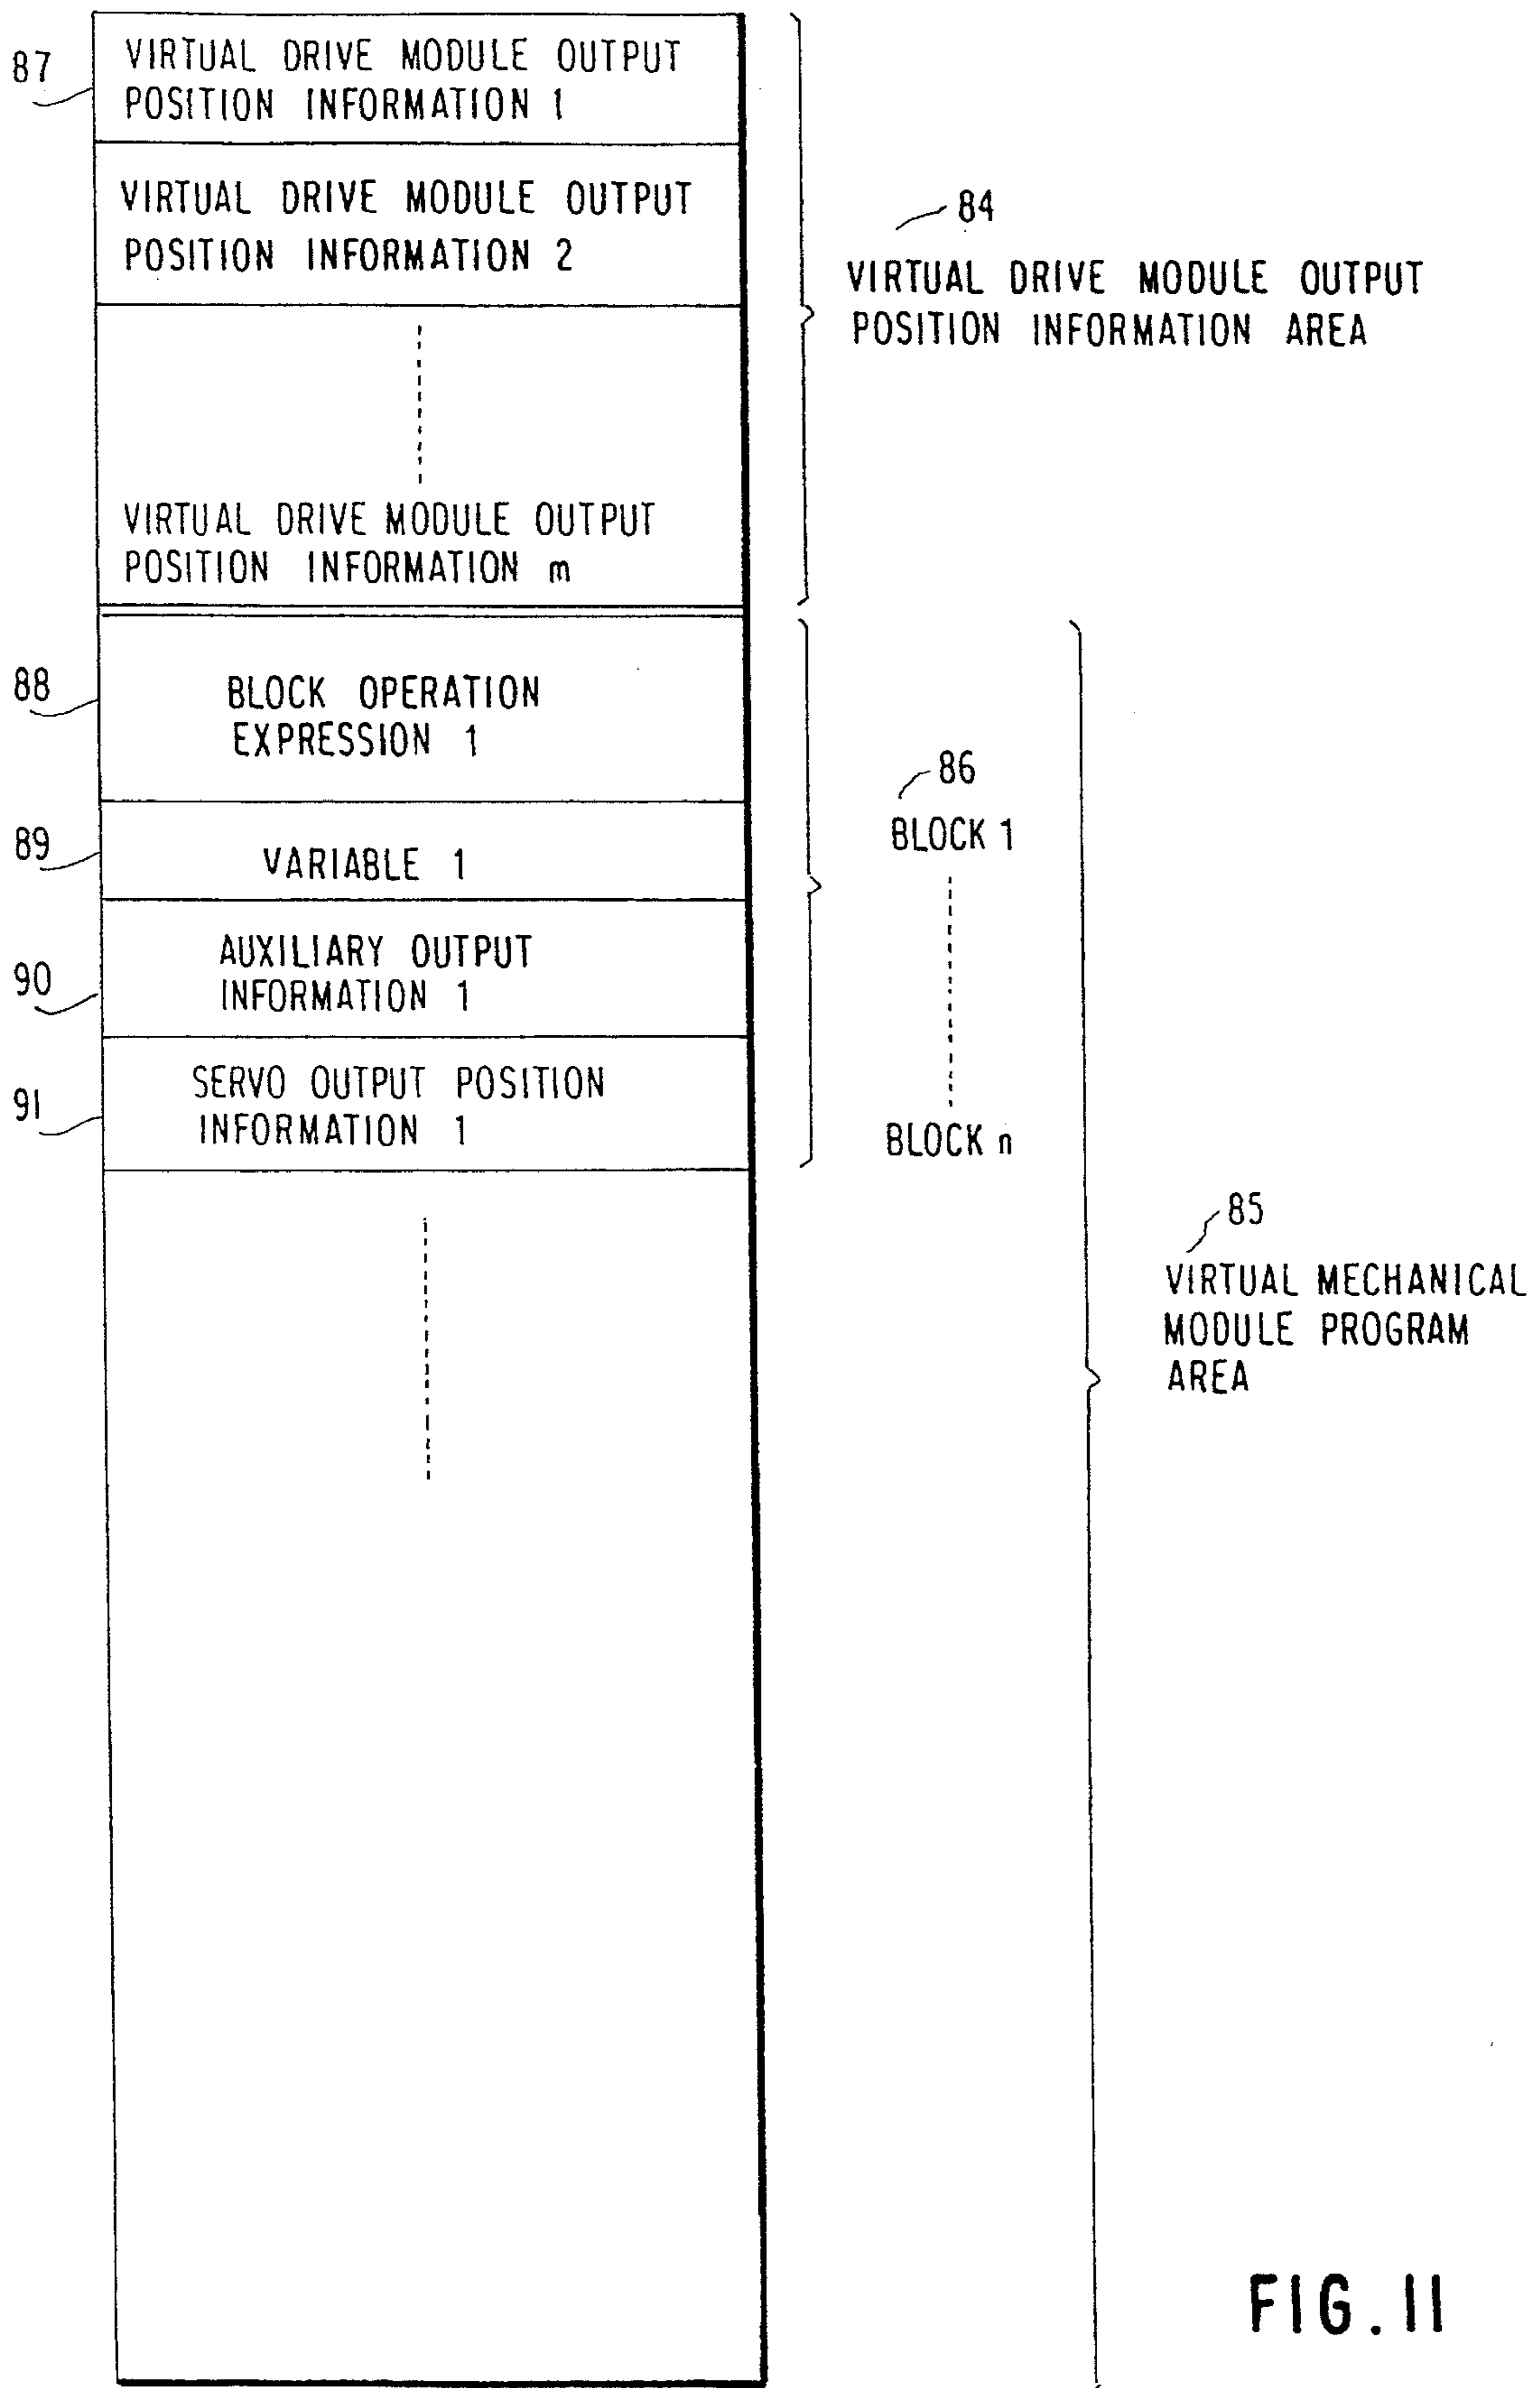 87
VIRTUAL DRIVE MODULE OUTPUT
POSITION INFORMATION 1
VIRTUAL DRIVE MODULE OUTPUT
POSITION INFORMATION 2
84
VIRTUAL DRIVE MODULE OUTPUT
POSITION INFORMATION AREA
VIRTUAL DRIVE MODULE OUTPUT
POSITION INFORMATION m
88
BLOCK OPERATION
EXPRESSION 1
86
BLOCK 1
89
VARIABLE 1
90
AUXILIARY OUTPUT
INFORMATION 1
91
SERVO OUTPUT POSITION
INFORMATION 1
BLOCK n
85
VIRTUAL MECHANICAL
MODULE PROGRAM
AREA
FIG. 11